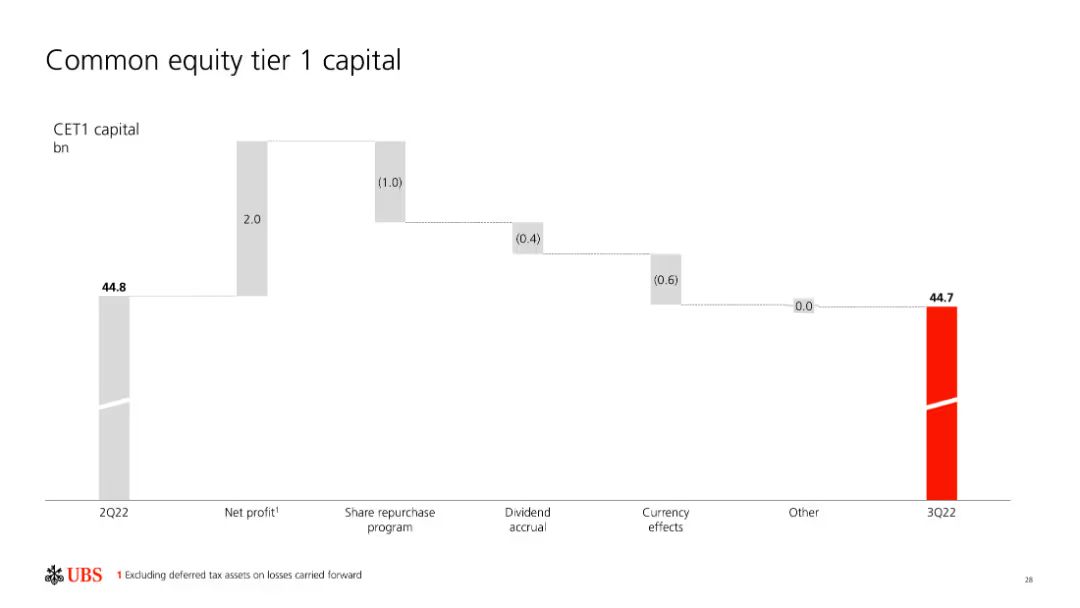 Common equity tier 1 capital
CET1 capital
bn
(1.0)
2.0
(0.4)
(0.6)
44.8
44.7
0.0
2Q22
Net profit¹
Share repurchase
program
Dividend
accrual
Currency
effects
Other
3Q22
UBS
1 Excluding deferred tax assets on losses carried forward
28